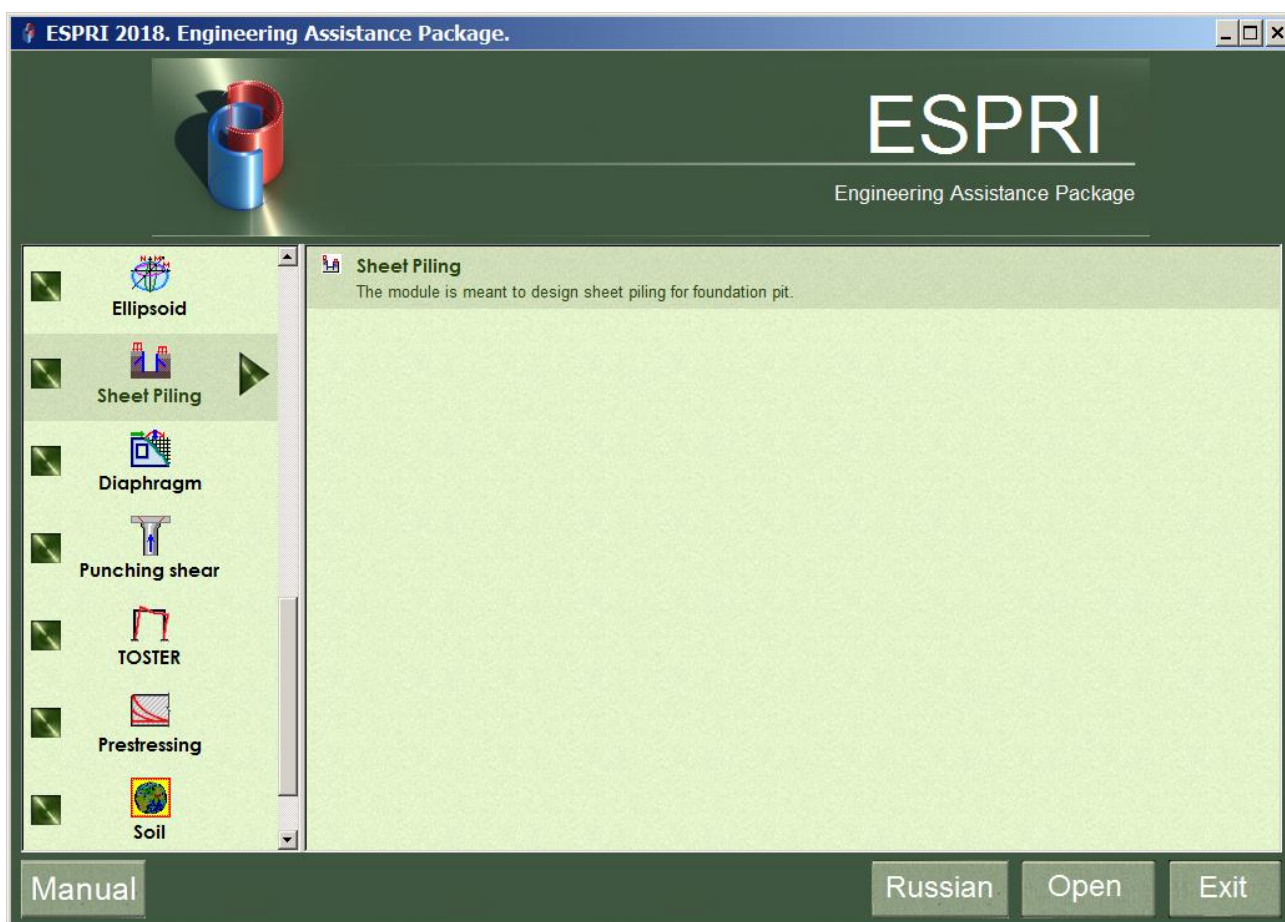 ESPRI 2018. Engineering Assistance Package.
ESPRI
Engineering Assistance Package
Ellipsoid
Sheet Piling
Diaphragm
Punching shear
TOSTER
Prestressing
Soil
Sheet Piling
The module is meant to design sheet piling for foundation pit.
Manual
Russian
Open
Exit